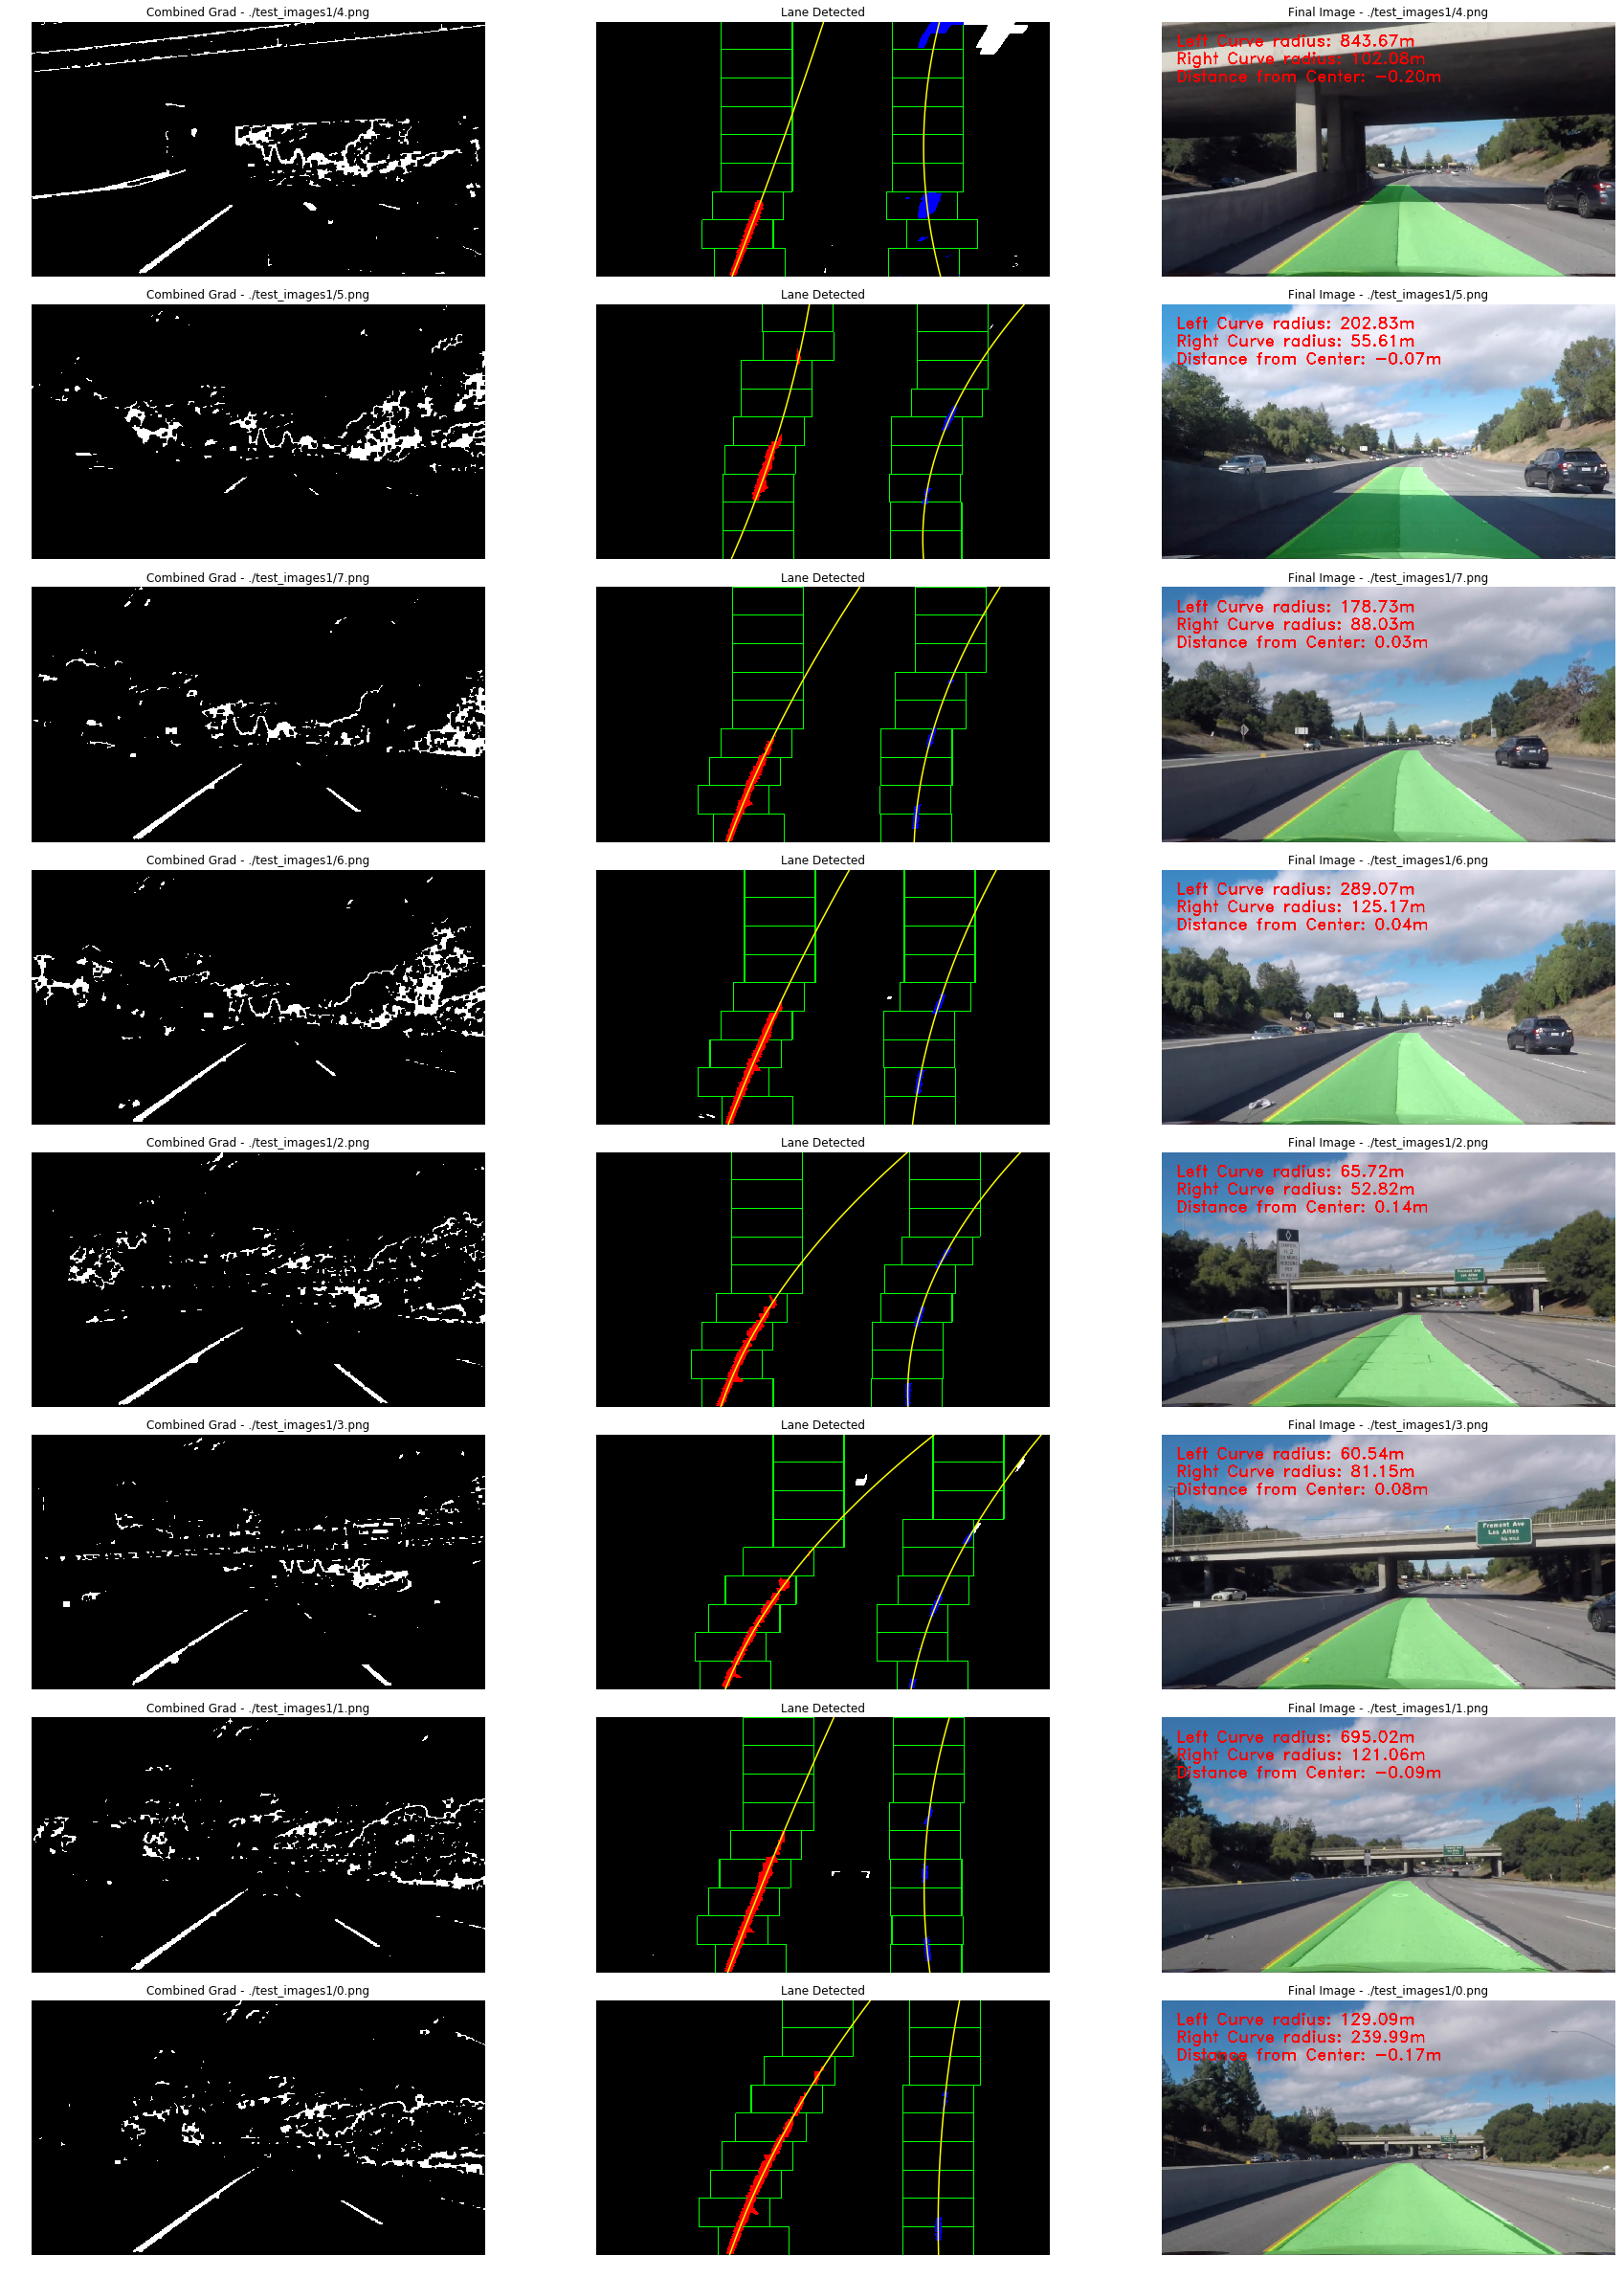 Combined Grad - ./test_images1/4.png
Lane Detected
Final Image - ./test_images1/4.png
Left Curve radius: 843.67m
Right Curve radius: 102.08m
Distance from Center: -0.20m
Combined Grad - ./test_images1/5.png
Lane Detected
Final Image - ./test_images1/5.png
Left Curve radius: 202.83m
Right Curve radius: 55.61m
Distance from Center: -0.07m
Combined Grad - ./test_images1/7.png
Lane Detected
Final Image - ./test_images1/7.png
Left Curve radius: 178.73m
Right Curve radius: 88.03m
Distance from Center: 0.03m
Combined Grad - ./test_images1/6.png
Lane Detected
Final Image - ./test_images1/6.png
Left Curve radius: 289.07m
Right Curve radius: 125.17m
Distance from Center: 0.04m
Combined Grad - ./test_images1/2.png
Lane Detected
Final Image - ./test_images1/2.png
Left Curve radius: 65.72m
Right Curve radius: 52.82m
Distance from Center: 0.14m
Fremont Ave
Los Altos
Combined Grad - ./test_images1/3.png
Lane Detected
Final Image - ./test_images1/3.png
Left Curve radius: 60.54m
Right Curve radius: 81.15m
Distance from Center: 0.08m
Fremont Ave
Los Altos
Combined Grad - ./test_images1/1.png
Lane Detected
Final Image - ./test_images1/1.png
Left Curve radius: 695.02m
Right Curve radius: 121.06m
Distance from Center: -0.09m
Combined Grad - ./test_images1/0.png
Lane Detected
Final Image - ./test_images1/0.png
Left Curve radius: 129.09m
Right Curve radius: 239.99m
Distance from Center: -0.17m